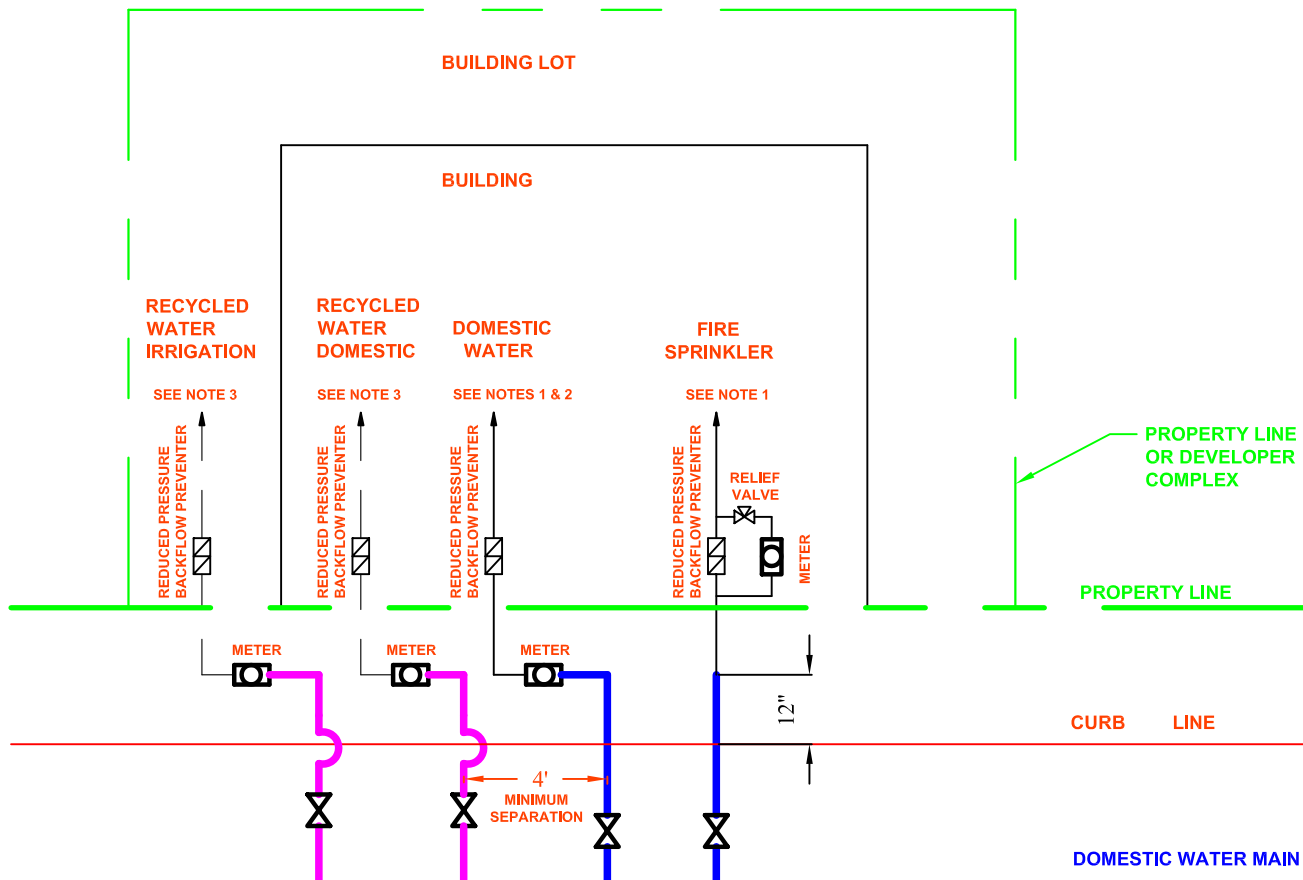 BUILDING LOT
BUILDING
RECYCLED
WATER
IRRIGATION
SEE NOTE 3
RECYCLED
WATER
DOMESTIC
SEE NOTE 3
DOMESTIC
WATER
SEE NOTES 1 & 2
FIRE
SPRINKLER
SEE NOTE 1
REDUCED PRESSURE
BACKFLOW PREVENTER
REDUCED PRESSURE
BACKFLOW PREVENTER
REDUCED PRESSURE
BACKFLOW PREVENTER
REDUCED PRESSURE
BACKFLOW PREVENTER
RELIEF
VALVE
METER
PROPERTY LINE
OR DEVELOPER
COMPLEX
PROPERTY LINE
METER
METER
METER
12"
CURB LINE
4'
MINIMUM
SEPARATION
DOMESTIC WATER MAIN